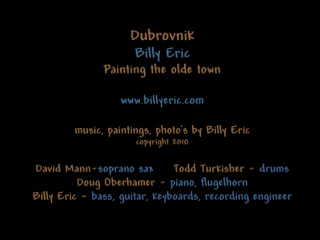 Dubrovnik
Billy Eric
Painting the olde town
www.billyeric.com
music, paintings, photo's by Billy Eric
copyright 2010
David Mann-soprano sax Todd Turkisher - drums
Doug Oberhamer - piano, flugelhorn
Billy Eric - bass, guitar, keyboards, recording engineer